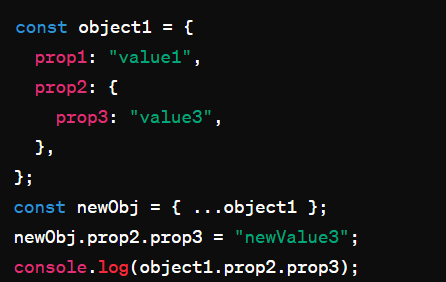 const object1 = {
  prop1: "value1",
  prop2: {
    prop3: "value3",
  },
};
const newObj = { ...object1 };
newObj.prop2.prop3 = "newValue3";
console.log(object1.prop2.prop3);